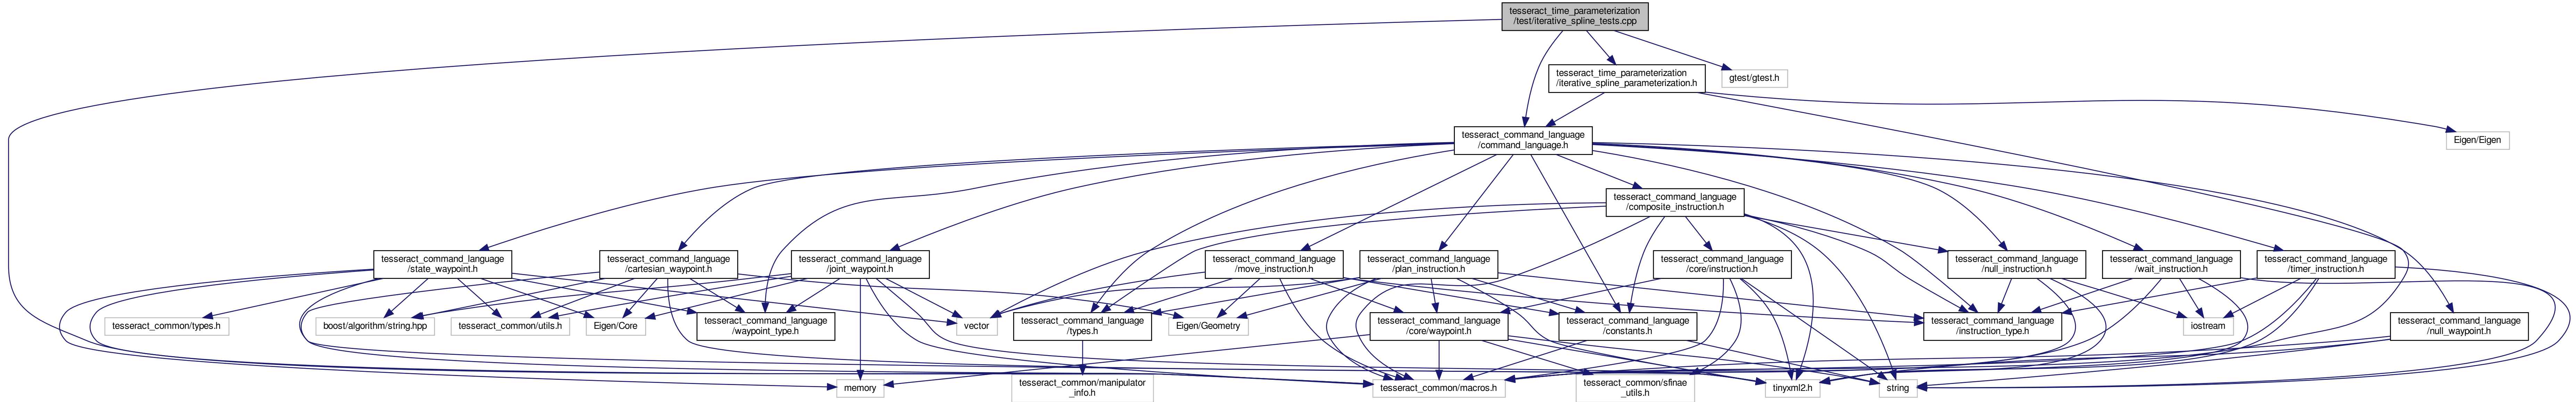 tesseract_time_parameterization
/test/iterative_spline_tests.cpp
tesseract_time_parameterization
/iterative_spline_parameterization.h
gtest/gtest.h
tesseract_command_language
/command_language.h
Eigen/Eigen
tesseract_command_language
/composite_instruction.h
tesseract_command_language
/state_waypoint.h
tesseract_command_language
/cartesian_waypoint.h
tesseract_command_language
/joint_waypoint.h
tesseract_command_language
/move_instruction.h
tesseract_command_language
/plan_instruction.h
tesseract_command_language
/core/instruction.h
tesseract_command_language
/null_instruction.h
tesseract_command_language
/wait_instruction.h
tesseract_command_language
/timer_instruction.h
tesseract_common/types.h
boost/algorithm/string.hpp
tesseract_common/utils.h
Eigen/Core
tesseract_command_language
/waypoint_type.h
vector
tesseract_command_language
/types.h
Eigen/Geometry
tesseract_command_language
/core/waypoint.h
tesseract_command_language
/constants.h
tesseract_command_language
/instruction_type.h
iostream
tesseract_command_language
/null_waypoint.h
memory
tesseract_common/manipulator
_info.h
tesseract_common/macros.h
tesseract_common/sfinae
_utils.h
tinyxml2.h
string